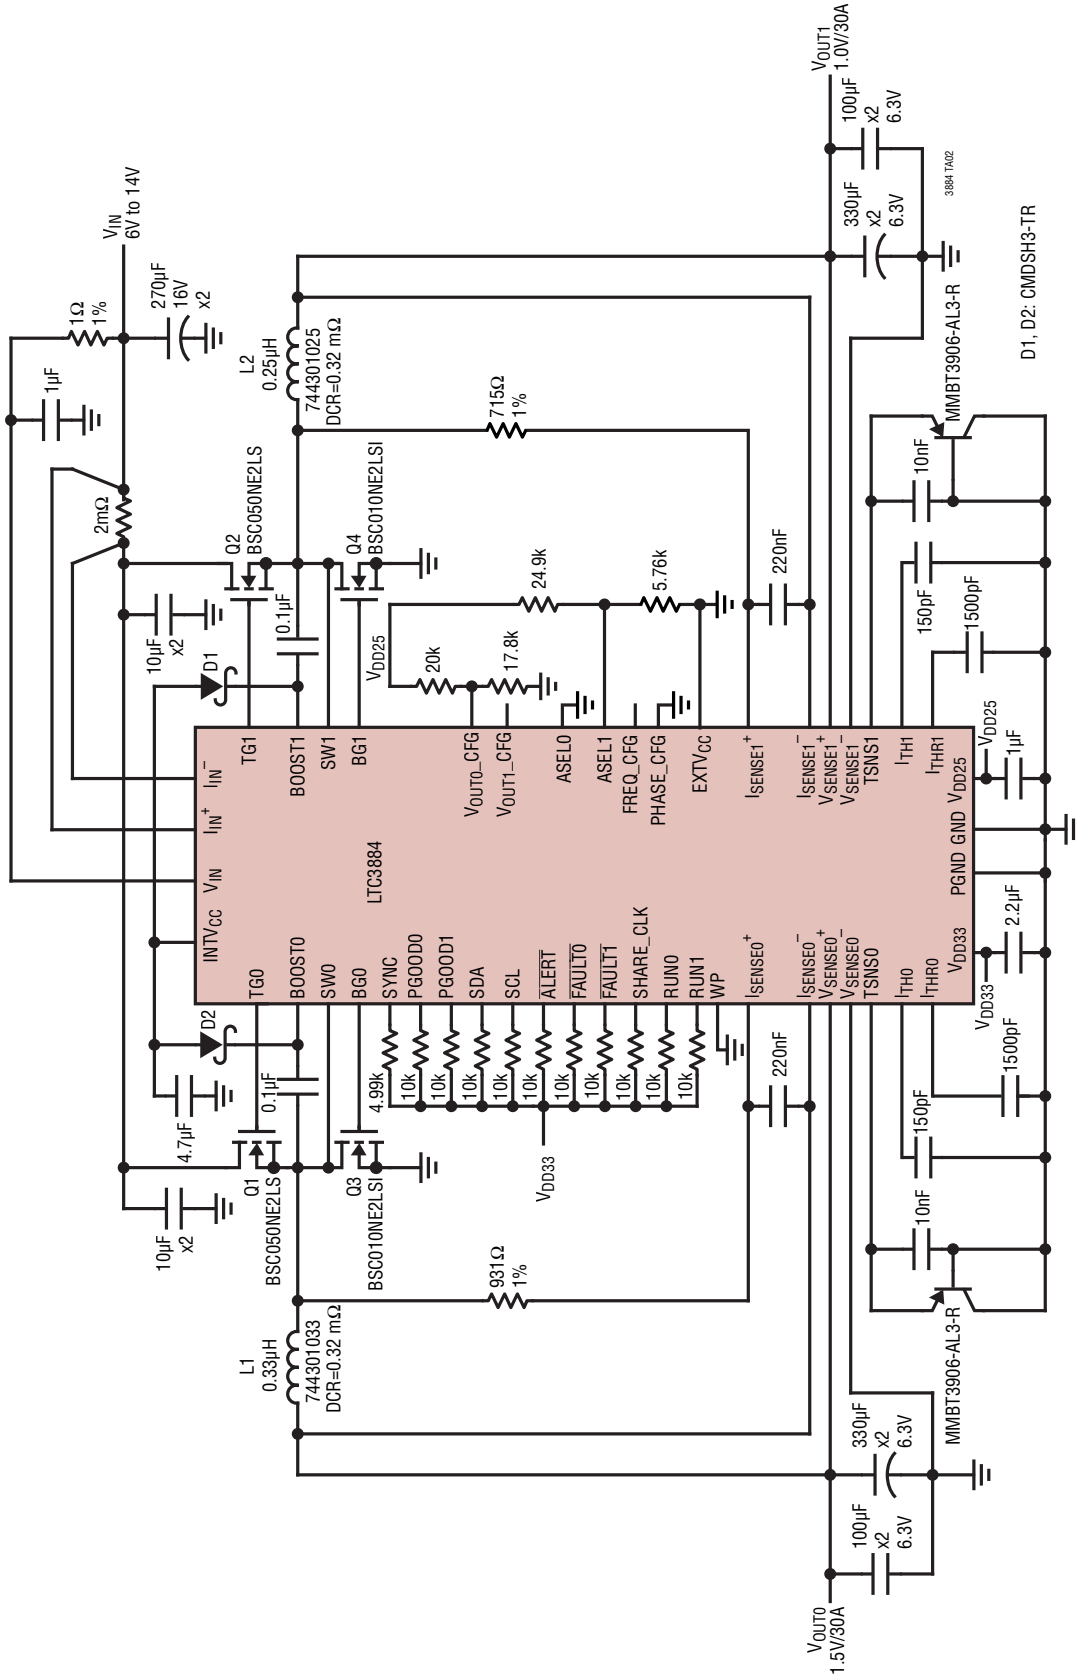 VIN
6V to 14V
1Ω
1%
270µF
16V
x2
1µF
2mΩ
10µF
x2
D1
Q2
BSC050NE2LS
0.1µF
Q4
BSC010NE2LSI
L2
0.25µH
744301025
DCR=0.32 mΩ
VOUT1
1.0V/30A
100µF
x2
6.3V
330µF
x2
6.3V
3884 TA02
VDD25
20k
17.8k
24.9k
5.76k
715Ω
1%
220nF
MMBT3906-AL3-R
10nF
150pF
1500pF
VDD25
1µF
D1, D2: CMDSH3-TR
INTVCC
VIN
IIN+
IIN–
LTC3884
TG1
BOOST1
SW1
BG1
VOUT0_CFG
VOUT1_CFG
ASEL0
ASEL1
FREQ_CFG
PHASE_CFG
EXTVCC
ISENSE1+
ISENSE1–
VSENSE1+
VSENSE1–
TSNS1
ITH1
ITHR1
VDD25
PGND
GND
VDD33
TG0
BOOST0
SW0
BG0
SYNC
PGOOD0
PGOOD1
SDA
SCL
ALERT
FAULT0
FAULT1
SHARE_CLK
RUN0
RUN1
WP
ISENSE0+
ISENSE0–
VSENSE0+
VSENSE0–
TSNS0
ITH0
ITHR0
D2
4.7µF
0.1µF
10µF
x2
Q1
BSC050NE2LS
Q3
BSC010NE2LSI
4.99k
10k
10k
10k
10k
10k
10k
10k
10k
10k
10k
VDD33
931Ω
1%
220nF
L1
0.33µH
744301033
DCR=0.32 mΩ
VDD33
2.2µF
1500pF
150pF
10nF
MMBT3906-AL3-R
330µF
x2
6.3V
100µF
x2
6.3V
VOUT0
1.5V/30A